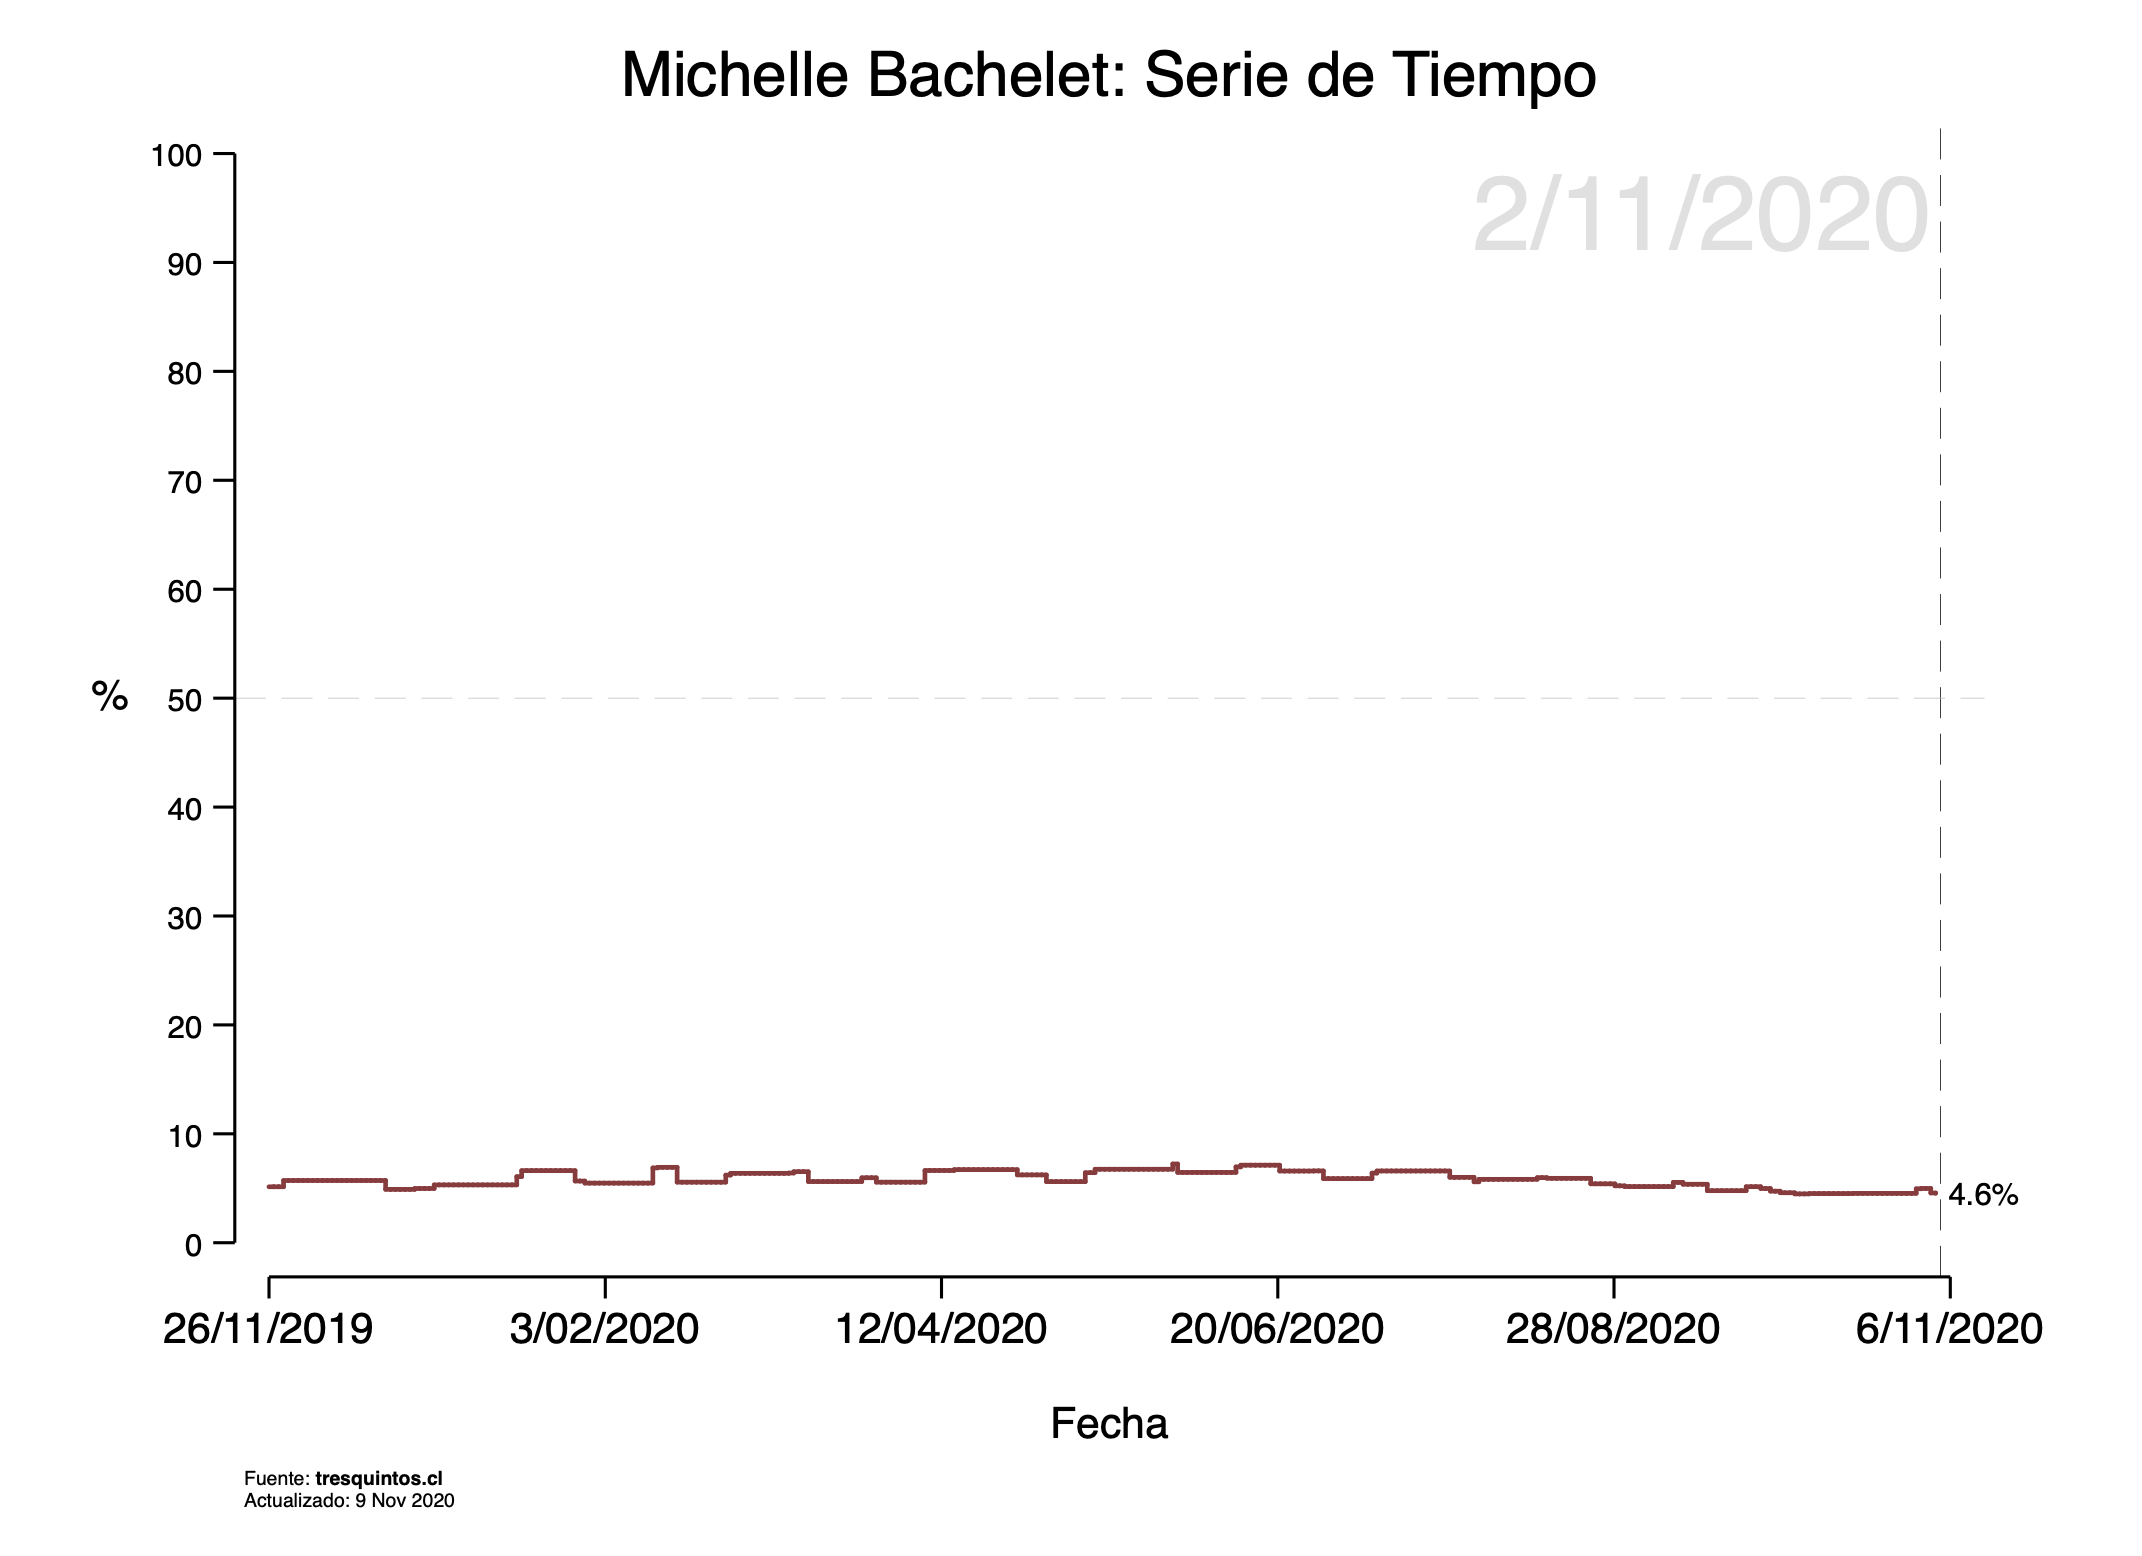 Michelle Bachelet: Serie de Tiempo
2/11/2020
100
90
80
70
60
50
40
30
20
10
0
%
4.6%
26/11/2019 3/02/2020 12/04/2020 20/06/2020 28/08/2020 6/11/2020
Fecha
Fuente: tresquintos.cl
Actualizado: 9 Nov 2020